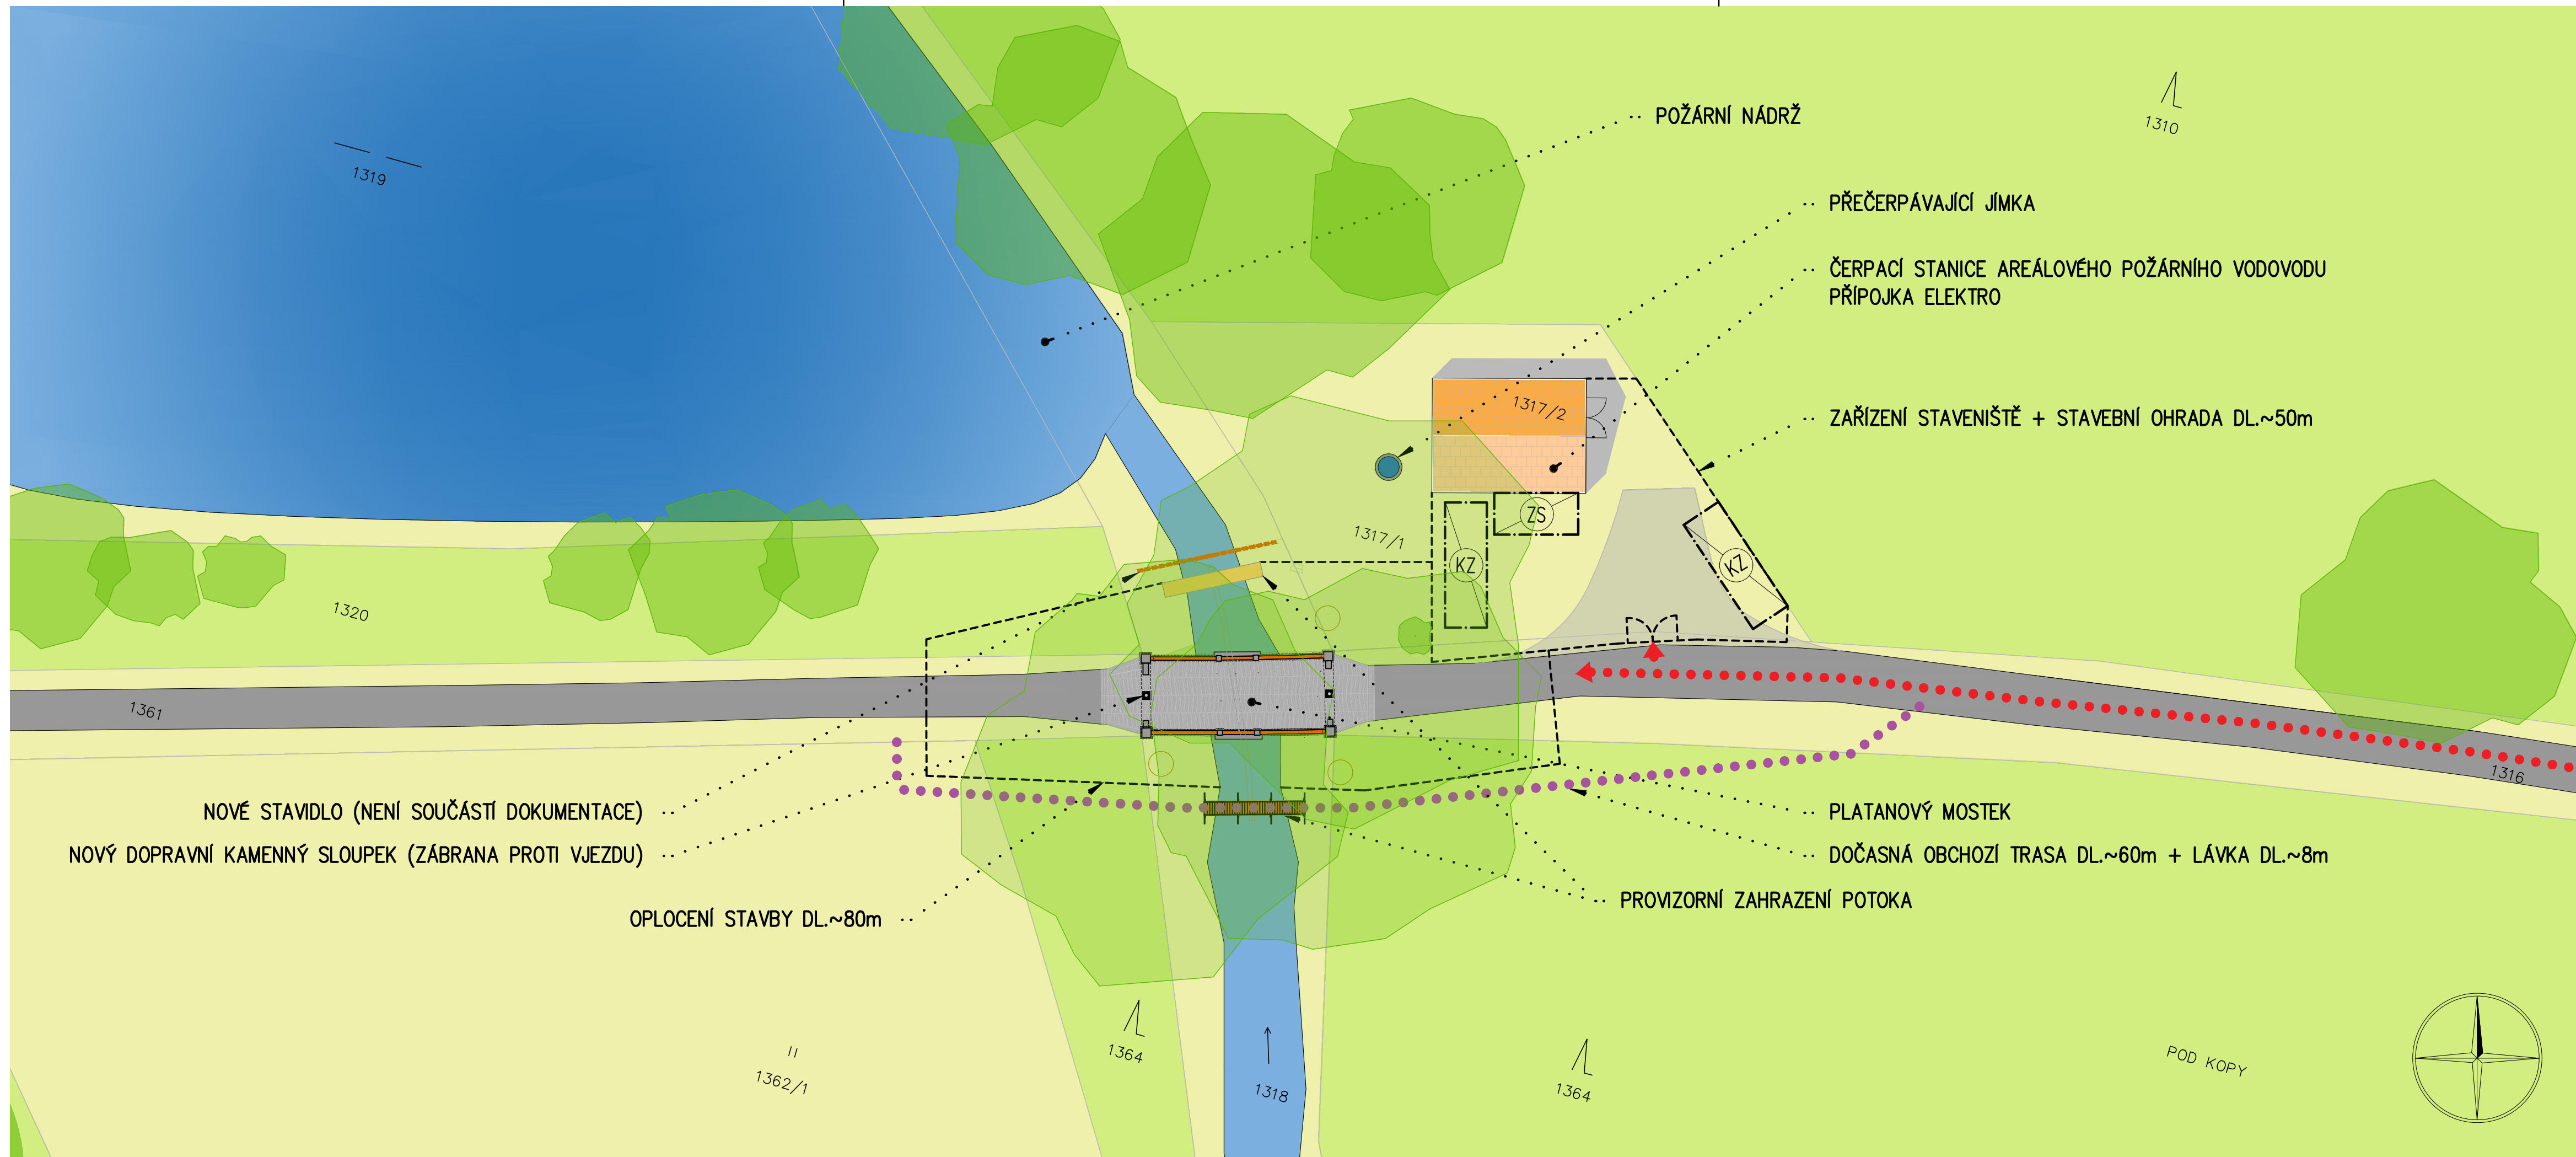 1310
POŽÁRNÍ NÁDRŽ
1319
PŘEČERPÁVAJÍCÍ JÍMKA
ČERPACÍ STANICE AREÁLOVÉHO POŽÁRNÍHO VODOVODU
PŘÍPOJKA ELEKTRO
1317/2
ZAŘÍZENÍ STAVENIŠTĚ + STAVEBNÍ OHRADA DL.~50m
ZS
1317/1
KZ
KZ
1320
1361
1316
NOVÉ STAVIDLO (NENÍ SOUČÁSTÍ DOKUMENTACE)
PLATANOVÝ MOSTEK
NOVÝ DOPRAVNÍ KAMENNÝ SLOUPEK (ZÁBRANA PROTI VJEZDU)
DOČASNÁ OBCHOZÍ TRASA DL.~60m + LÁVKA DL.~8m
PROVIZORNÍ ZAHRAZENÍ POTOKA
OPLOCENÍ STAVBY DL.~80m
1364
1362/1
1318
1364
POD KOPY